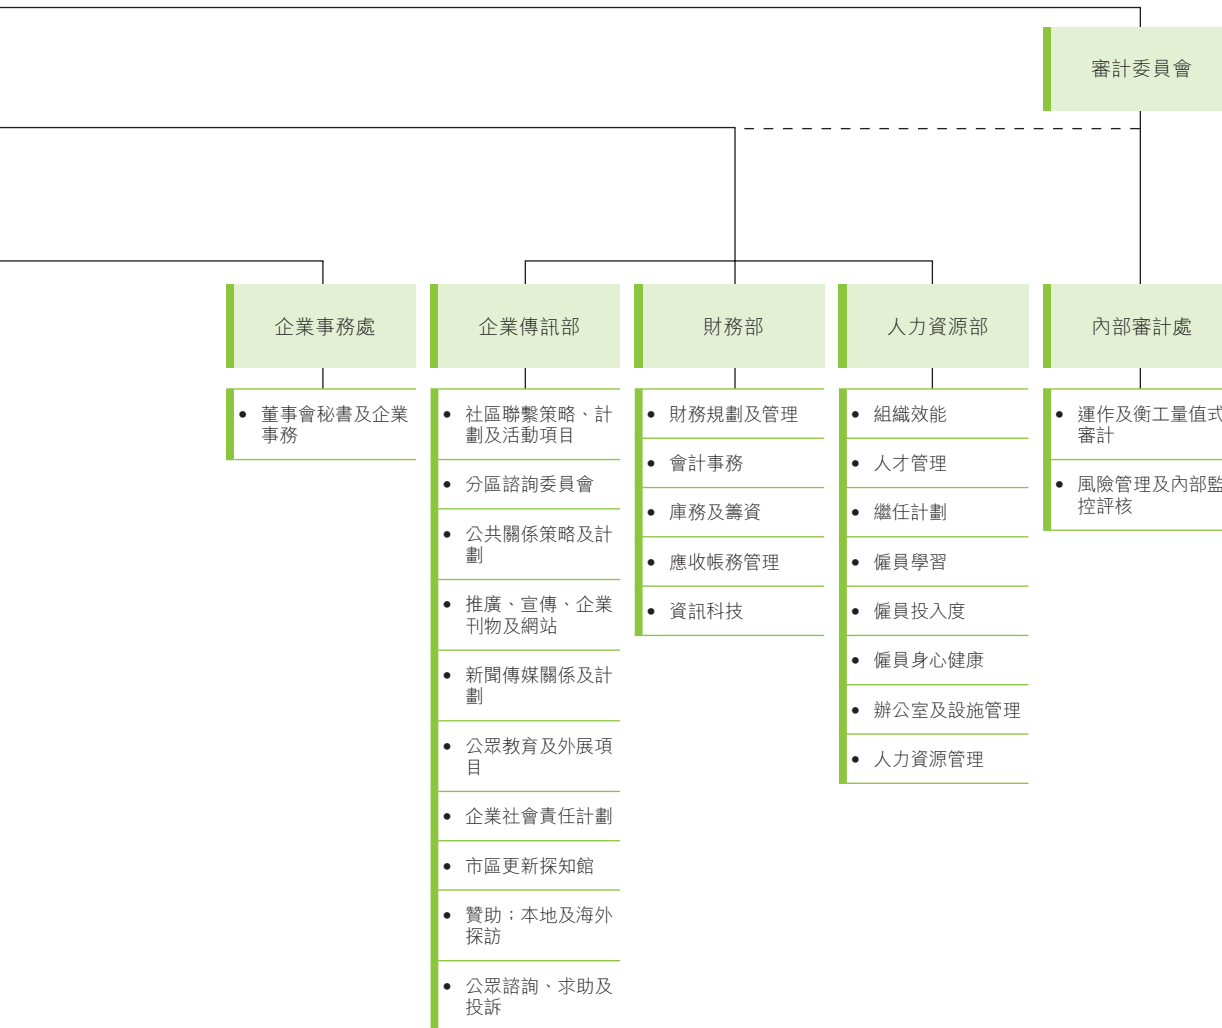 審計委員會
企業事務處
董事會秘書及企業
事務
企業傳訊部
社區聯繫策略、計
劃及活動項目
分區諮詢委員會
公共關係策略及計
劃
推廣、宣傳、企業
刊物及網站
新聞傳媒關係及計
劃
公眾教育及外展項
目
企業社會責任計劃
市區更新探知館
贊助；本地及海外
探訪
公眾諮詢、求助及
投訴
財務部
財務規劃及管理
會計事務
庫務及籌資
應收帳務管理
資訊科技
人力資源部
組織效能
人才管理
繼任計劃
僱員學習
僱員投入度
僱員身心健康
辦公室及設施管理
人力資源管理
內部審計處
運作及衡工量值式
審計
風險管理及內部監
控評核